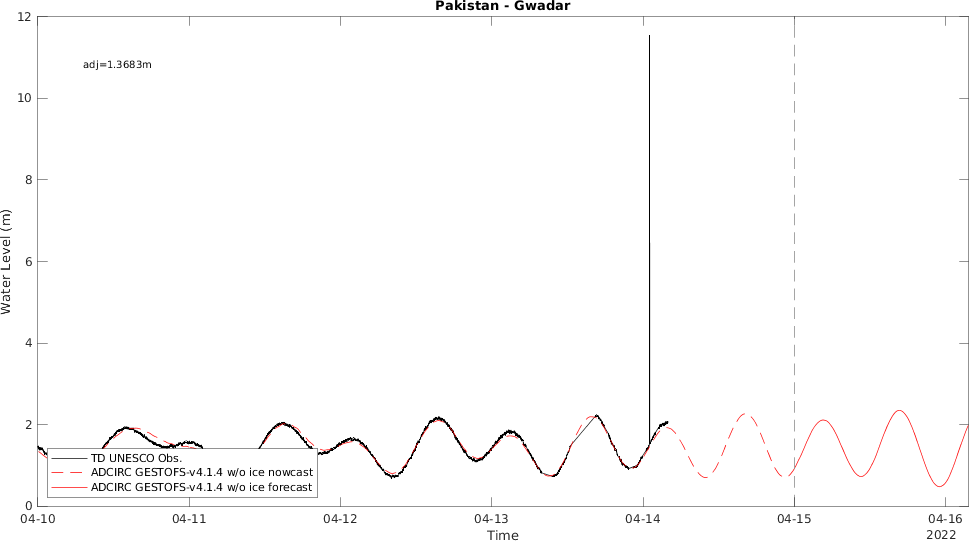 Pakistan - Gwadar
12
adj=1.3683m
10
8
6
4
2
0
Water Level (m)
TD UNESCO Obs.
ADCIRC GESTOFS-v4.1.4 w/o ice nowcast
ADCIRC GESTOFS-v4.1.4 w/o ice forecast
04-10
04-11
04-12
04-13
04-14
04-15
04-16
Time
2022